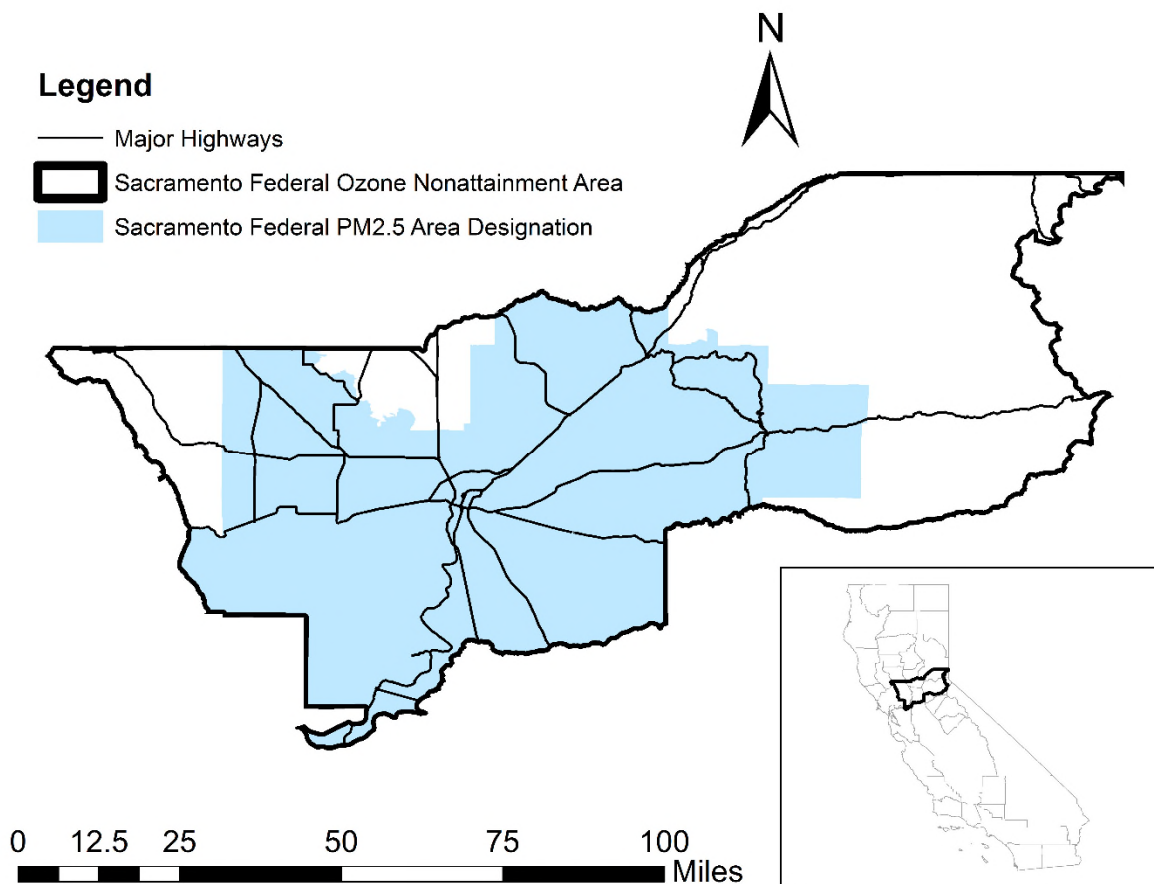 N
Legend
Major Highways
Sacramento Federal Ozone Nonattainment Area
Sacramento Federal PM2.5 Area Designation
0 12.5 25 50 75 100
Miles